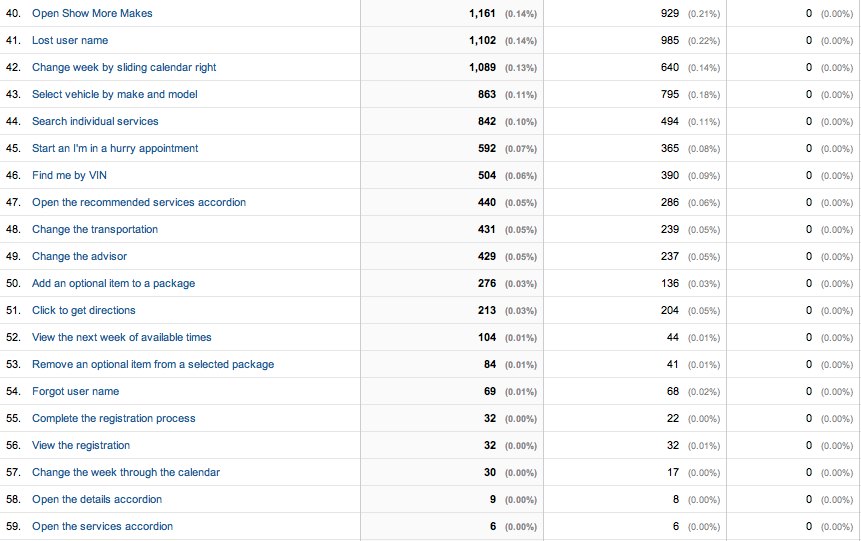 40. Open Show More Makes 1,161 (0.14%) 929 (0.21%) 0 (0.00%)
41. Lost user name 1,102 (0.14%) 985 (0.22%) 0 (0.00%)
42. Change week by sliding calendar right 1,089 (0.13%) 640 (0.14%) 0 (0.00%)
43. Select vehicle by make and model 863 (0.11%) 795 (0.18%) 0 (0.00%)
44. Search individual services 842 (0.10%) 494 (0.11%) 0 (0.00%)
45. Start an I'm in a hurry appointment 592 (0.07%) 365 (0.08%) 0 (0.00%)
46. Find me by VIN 504 (0.06%) 390 (0.09%) 0 (0.00%)
47. Open the recommended services accordion 440 (0.05%) 286 (0.06%) 0 (0.00%)
48. Change the transportation 431 (0.05%) 239 (0.05%) 0 (0.00%)
49. Change the advisor 429 (0.05%) 237 (0.05%) 0 (0.00%)
50. Add an optional item to a package 276 (0.03%) 136 (0.03%) 0 (0.00%)
51. Click to get directions 213 (0.03%) 204 (0.05%) 0 (0.00%)
52. View the next week of available times 104 (0.01%) 44 (0.01%) 0 (0.00%)
53. Remove an optional item from a selected package 84 (0.01%) 41 (0.01%) 0 (0.00%)
54. Forgot user name 69 (0.01%) 68 (0.02%) 0 (0.00%)
55. Complete the registration process 32 (0.00%) 22 (0.00%) 0 (0.00%)
56. View the registration 32 (0.00%) 32 (0.01%) 0 (0.00%)
57. Change the week through the calendar 30 (0.00%) 17 (0.00%) 0 (0.00%)
58. Open the details accordion 9 (0.00%) 8 (0.00%) 0 (0.00%)
59. Open the services accordion 6 (0.00%) 6 (0.00%) 0 (0.00%)